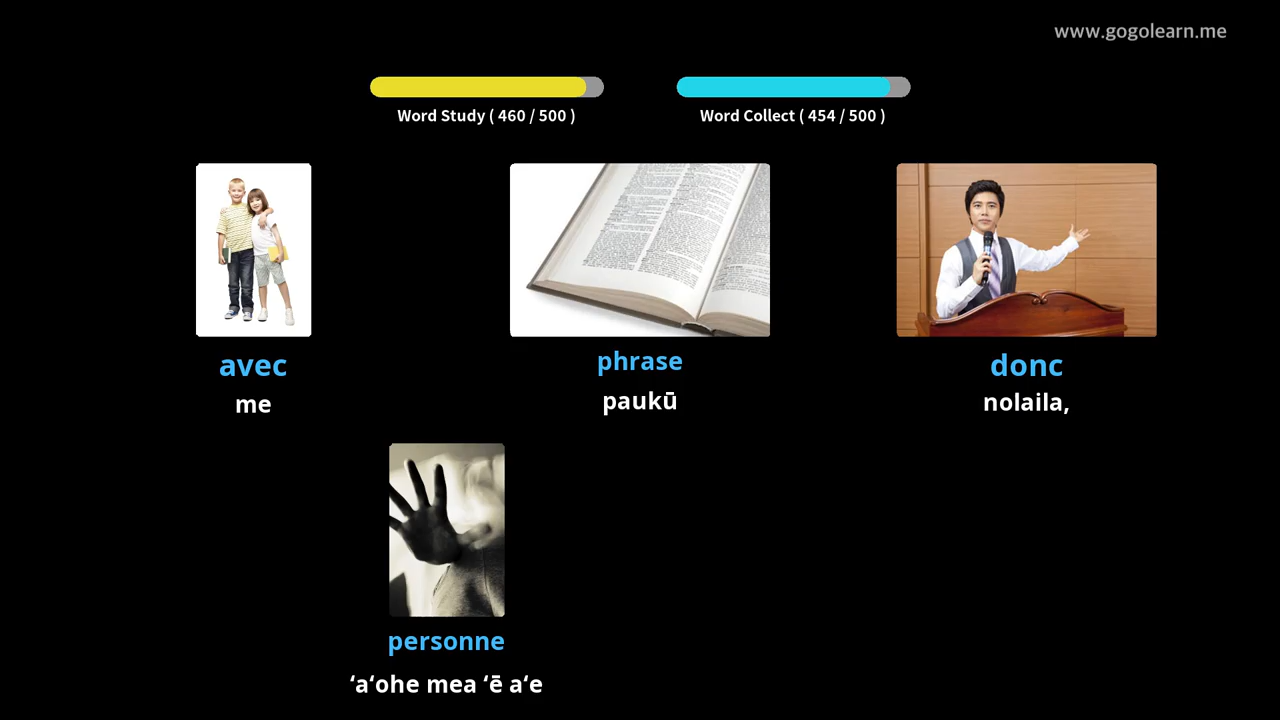 www.gogolearn.me
Word Study ( 460 / 500 )
Word Collect ( 454 / 500 )
avec
me
phrase
paukū
donc
nolaila,
personne
ʻaʻohe mea ʻē aʻe